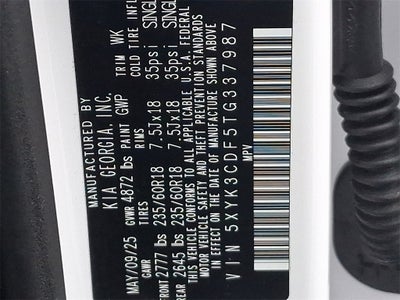 MANUFACTURED BY
KIA GEORGIA, INC.
MAY/09/25 GVWR 4872 lbs PAINT GWP TRIM WK
GAWR TIRES RIMS COLD TIRE INFL
FRONT 2777 lbs 235/60R18 7.5Jx18 35psi SINGL
REAR 2645 lbs 235/60R18 7.5Jx18 35psi SINGL
THIS VEHICLE CONFORMS TO ALL APPLICABLE U.S.A. FEDERAL
MOTOR VEHICLE SAFETY AND THEFT PREVENTION STANDARDS
IN EFFECT ON THE DATE OF MANUFACTURE SHOWN ABOVE
VIN 5XYK3CDF5TG337987
MPV